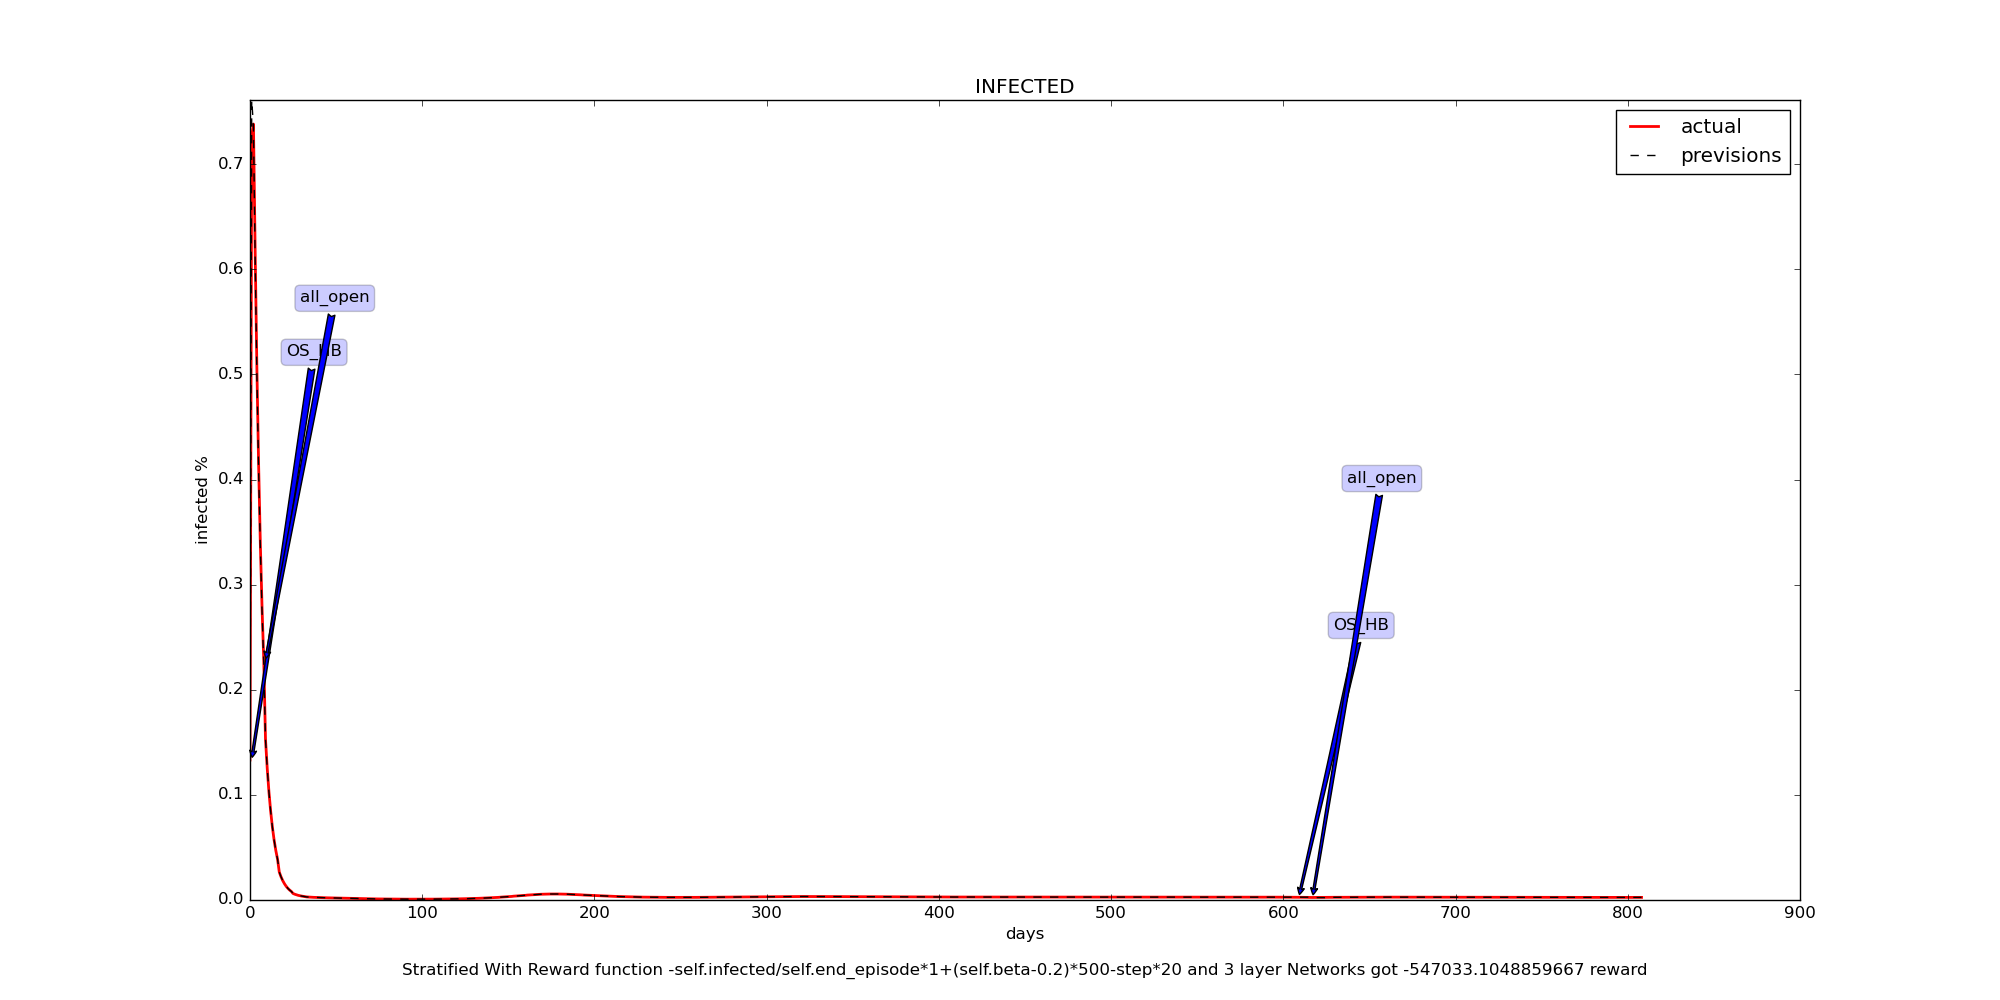 INFECTED
actual
previsions
0.7
0.6
0.5
0.4
0.3
0.2
0.1
0.0
infected %
all_open
OS_HB
all_open
OS_HB
0 100 200 300 400 500 600 700 800 900
days
Stratified With Reward function -self.infected/self.end_episode*1+(self.beta-0.2)*500-step*20 and 3 layer Networks got -547033.1048859667 reward